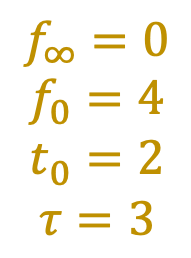 f∞ = 0
f₀ = 4
t₀ = 2
τ = 3